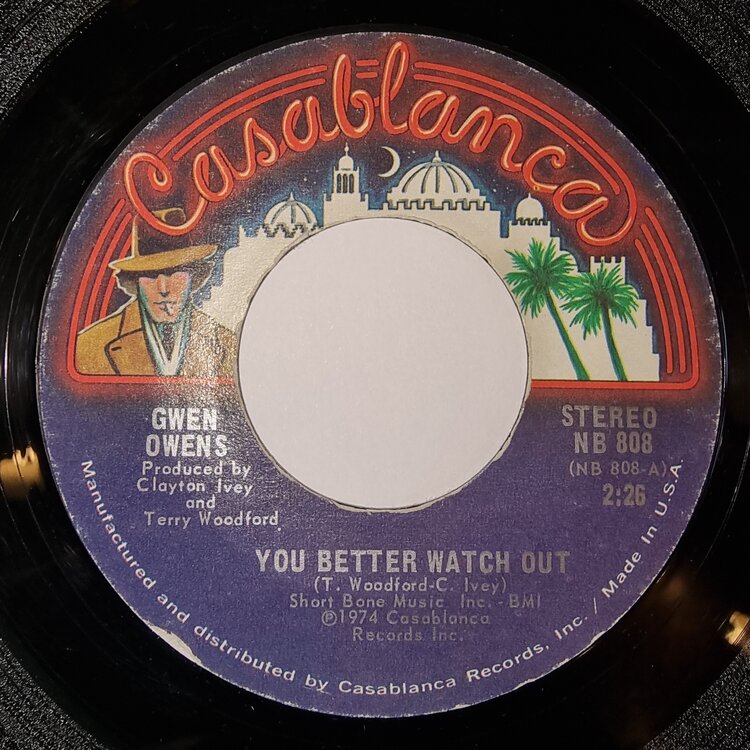 Casablanca
GWEN
OWENS
Produced by
Clayton Ivey
and
Terry Woodford
STEREO
NB 808
(NB 808-A)
2:26
YOU BETTER WATCH OUT
(T. Woodford-C. Ivey)
Short Bone Music Inc. - BMI
℗1974 Casablanca
Records Inc.
Manufactured and distributed by Casablanca Records, Inc. / Made In U.S.A.